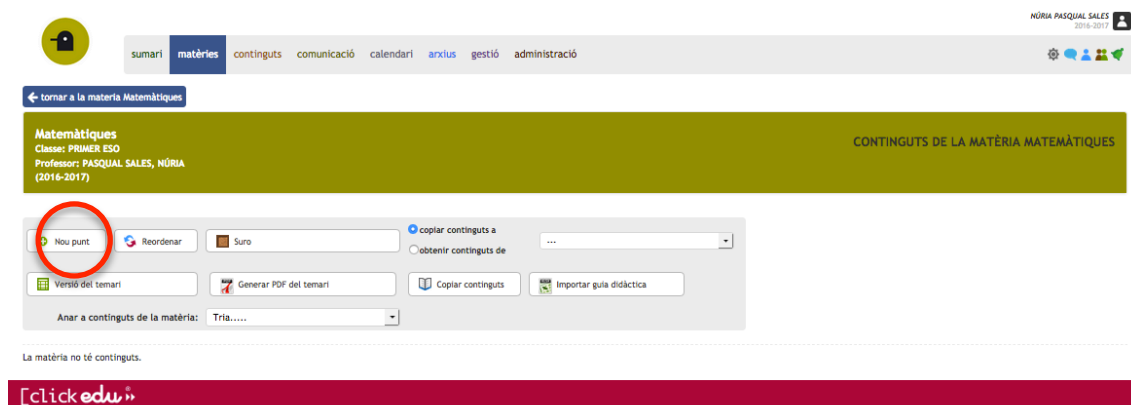 NÚRIA PASQUAL SALES
2016-2017
sumari matèries continguts comunicació calendari arxius gestió administració
tornar a la materia Matemàtiques
Matemàtiques
Classe: PRIMER ESO
Professor: PASQUAL SALES, NÚRIA
(2016-2017)
CONTINGUTS DE LA MATÈRIA MATEMÀTIQUES
Nou punt Reordenar Suro copiar continguts a ...
obtenir continguts de
Versió del temari Generar PDF del temari Copiar continguts Importar guia didàctica
Anar a continguts de la matèria: Tria.....
La matèria no té continguts.
[clickedu»